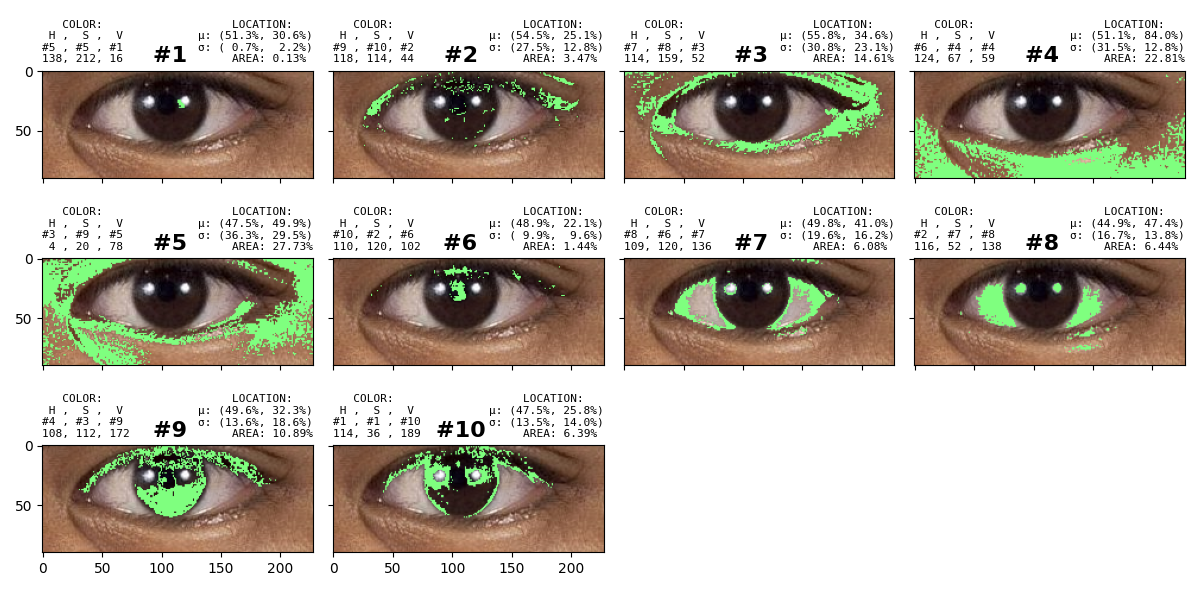 COLOR: LOCATION:
H , S , V μ: (51.3%, 30.6%)
#5 , #5 , #1 σ: ( 0.7%, 2.2%)
138, 212, 16 #1 AREA: 0.13%
COLOR: LOCATION:
H , S , V μ: (54.5%, 25.1%)
#9 , #10, #2 σ: (27.5%, 12.8%)
118, 114, 44 #2 AREA: 3.47%
COLOR: LOCATION:
H , S , V μ: (55.8%, 34.6%)
#7 , #8 , #3 σ: (30.8%, 23.1%)
114, 159, 52 #3 AREA: 14.61%
COLOR: LOCATION:
H , S , V μ: (51.1%, 84.0%)
#6 , #4 , #4 σ: (31.5%, 12.8%)
124, 67 , 59 #4 AREA: 22.81%
0
50
COLOR: LOCATION:
H , S , V μ: (47.5%, 49.9%)
#3 , #9 , #5 σ: (36.3%, 29.5%)
4 , 20 , 78 #5 AREA: 27.73%
COLOR: LOCATION:
H , S , V μ: (48.9%, 22.1%)
#10, #2 , #6 σ: ( 9.9%, 9.6%)
110, 120, 102 #6 AREA: 1.44%
COLOR: LOCATION:
H , S , V μ: (49.8%, 41.0%)
#8 , #6 , #7 σ: (19.6%, 16.2%)
109, 120, 136 #7 AREA: 6.08%
COLOR: LOCATION:
H , S , V μ: (44.9%, 47.4%)
#2 , #7 , #8 σ: (16.7%, 13.8%)
116, 52 , 138 #8 AREA: 6.44%
0
50
COLOR: LOCATION:
H , S , V μ: (49.6%, 32.3%)
#4 , #3 , #9 σ: (13.6%, 18.6%)
108, 112, 172 #9 AREA: 10.89%
COLOR: LOCATION:
H , S , V μ: (47.5%, 25.8%)
#1 , #1 , #10 σ: (13.5%, 14.0%)
114, 36 , 189 #10 AREA: 6.39%
0
50
0 50 100 150 200
0 50 100 150 200